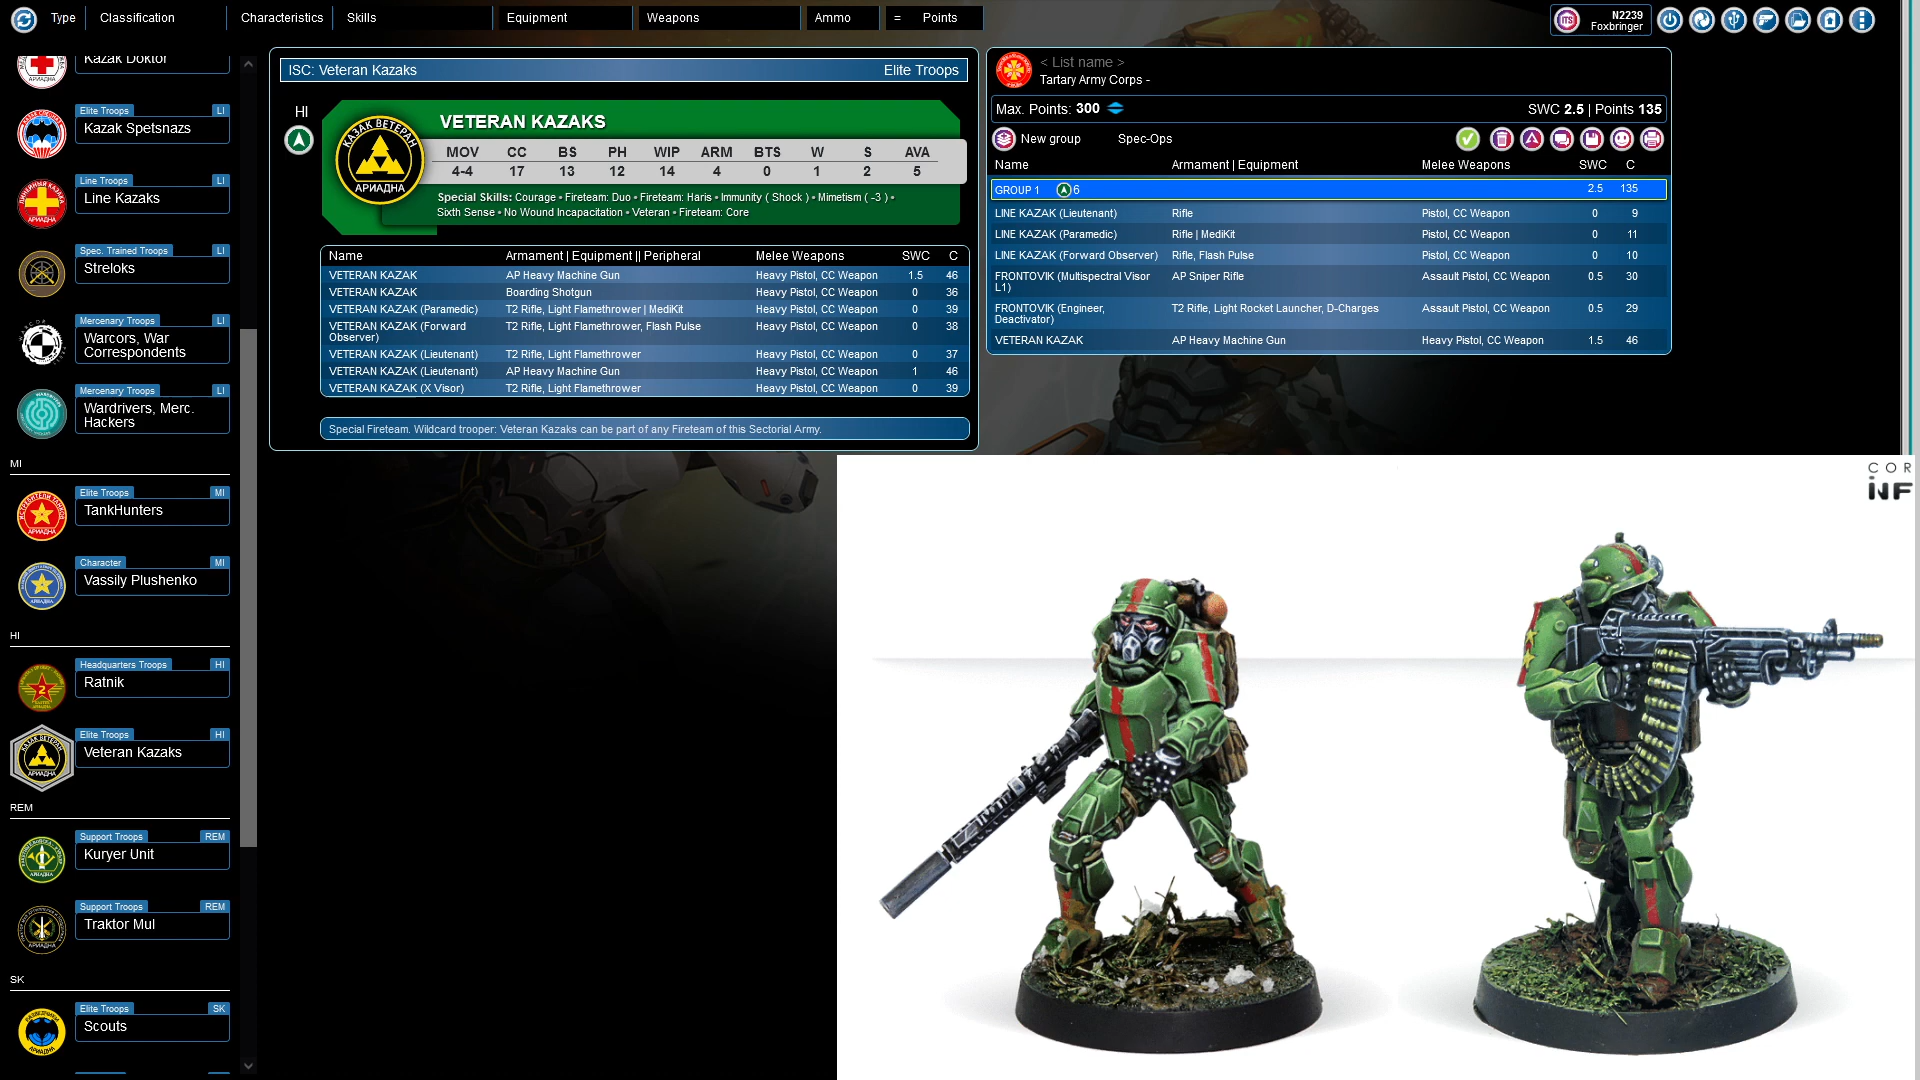 Type Classification Characteristics Skills Equipment Weapons Ammo = Points
ITS N2239
Foxbringer
Kazak Doktor
Elite Troops LI
Kazak Spetsnazs
Line Troops LI
Line Kazaks
Spec. Trained Troops LI
Streloks
Mercenary Troops LI
Warcors, War
Correspondents
Mercenary Troops LI
Wardrivers, Merc.
Hackers
MI
Elite Troops MI
TankHunters
Character MI
Vassily Plushenko
HI
Headquarters Troops HI
Ratnik
Elite Troops HI
Veteran Kazaks
REM
Support Troops REM
Kuryer Unit
Support Troops REM
Traktor Mul
SK
Elite Troops SK
Scouts
ISC: Veteran Kazaks Elite Troops
HI
КАЗАК ВЕТЕРАН
АРИАДНА
VETERAN KAZAKS
MOV CC BS PH WIP ARM BTS W S AVA
4-4 17 13 12 14 4 0 1 2 5
Special Skills: Courage • Fireteam: Duo • Fireteam: Haris • Immunity ( Shock ) • Mimetism ( -3 ) •
Sixth Sense • No Wound Incapacitation • Veteran • Fireteam: Core
Name Armament | Equipment || Peripheral Melee Weapons SWC C
VETERAN KAZAK AP Heavy Machine Gun Heavy Pistol, CC Weapon 1.5 46
VETERAN KAZAK Boarding Shotgun Heavy Pistol, CC Weapon 0 36
VETERAN KAZAK (Paramedic) T2 Rifle, Light Flamethrower | MediKit Heavy Pistol, CC Weapon 0 39
VETERAN KAZAK (Forward T2 Rifle, Light Flamethrower, Flash Pulse Heavy Pistol, CC Weapon 0 38
Observer)
VETERAN KAZAK (Lieutenant) T2 Rifle, Light Flamethrower Heavy Pistol, CC Weapon 0 37
VETERAN KAZAK (Lieutenant) AP Heavy Machine Gun Heavy Pistol, CC Weapon 1 46
VETERAN KAZAK (X Visor) T2 Rifle, Light Flamethrower Heavy Pistol, CC Weapon 0 39
Special Fireteam. Wildcard trooper: Veteran Kazaks can be part of any Fireteam of this Sectorial Army.
< List name >
Tartary Army Corps -
Max. Points: 300 SWC 2.5 | Points 135
New group Spec-Ops
Name Armament | Equipment Melee Weapons SWC C
GROUP 1 6 2.5 135
LINE KAZAK (Lieutenant) Rifle Pistol, CC Weapon 0 9
LINE KAZAK (Paramedic) Rifle | MediKit Pistol, CC Weapon 0 11
LINE KAZAK (Forward Observer) Rifle, Flash Pulse Pistol, CC Weapon 0 10
FRONTOVIK (Multispectral Visor AP Sniper Rifle Assault Pistol, CC Weapon 0.5 30
L1)
FRONTOVIK (Engineer, T2 Rifle, Light Rocket Launcher, D-Charges Assault Pistol, CC Weapon 0.5 29
Deactivator)
VETERAN KAZAK AP Heavy Machine Gun Heavy Pistol, CC Weapon 1.5 46
COR
INF